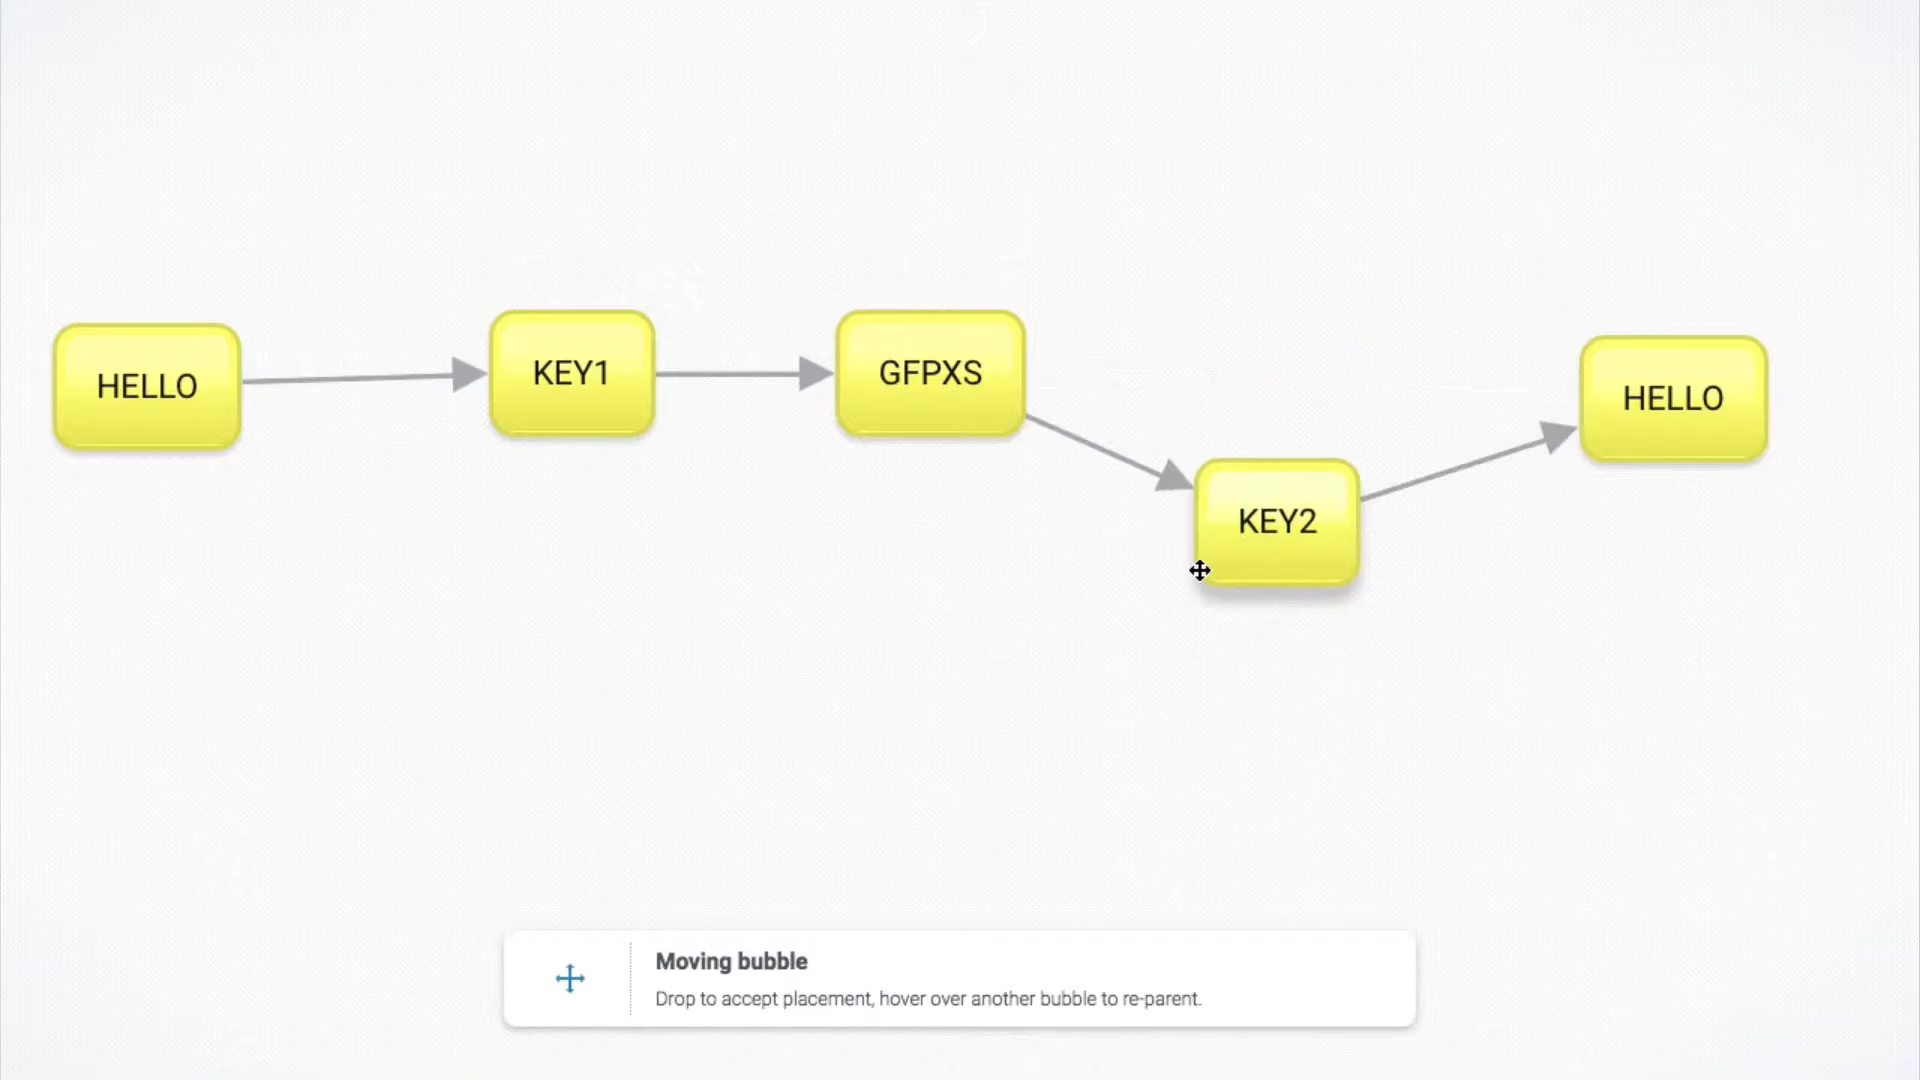 HELLO
KEY1
GFPXS
KEY2
HELLO
Moving bubble
Drop to accept placement, hover over another bubble to re-parent.